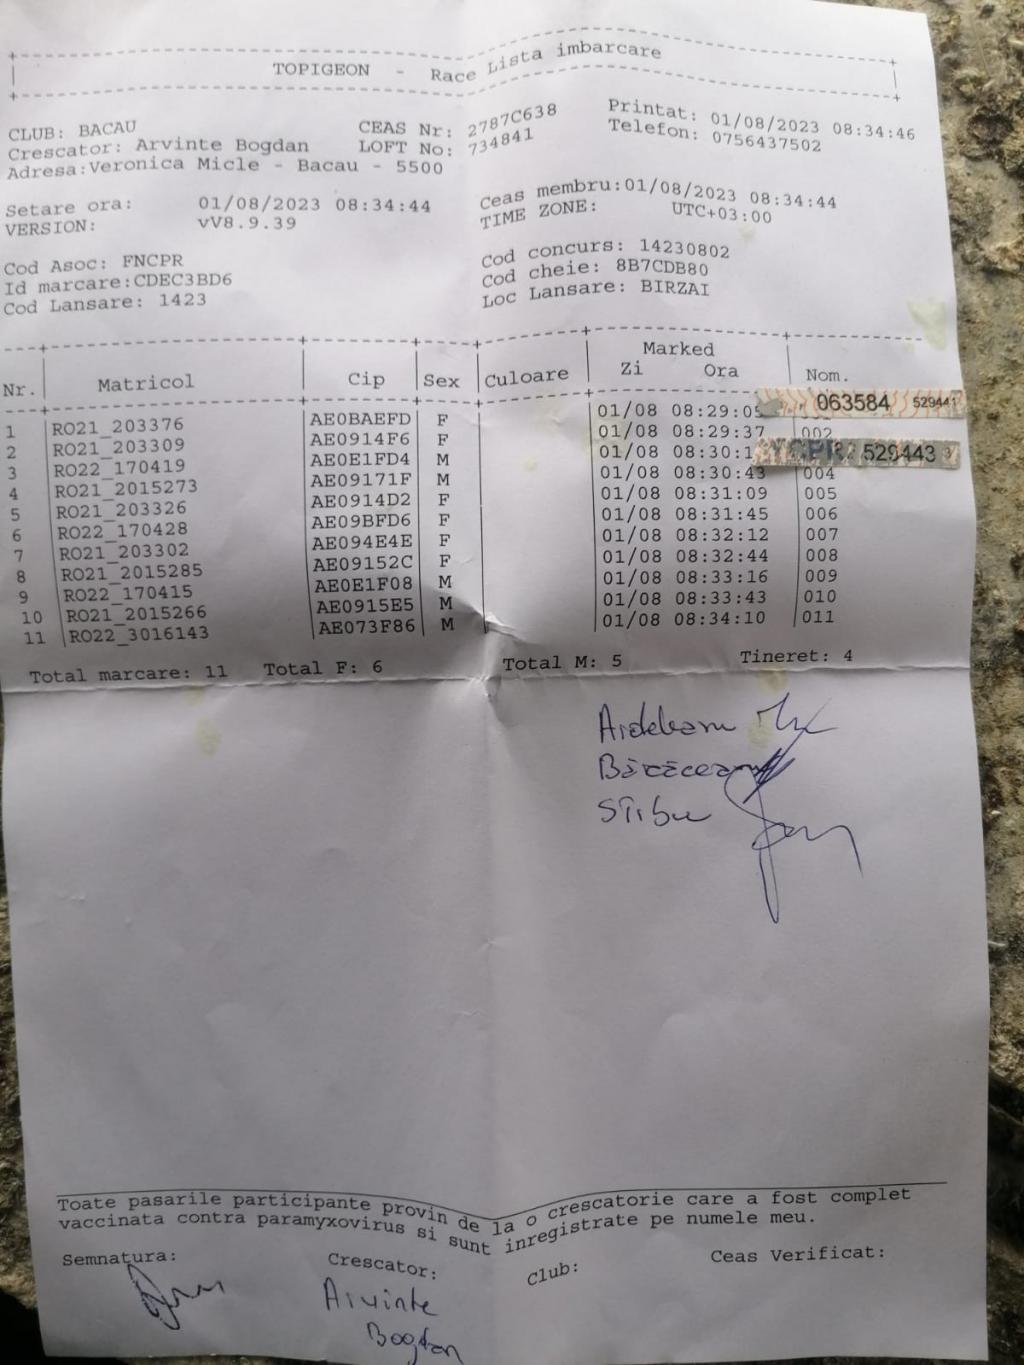 TOPIGEON - Race Lista imbarcare
CLUB: BACAU CEAS Nr: 2787C638 Printat: 01/08/2023 08:34:46
Crescator: Arvinte Bogdan LOFT No: 734841 Telefon: 0756437502
Adresa:Veronica Micle - Bacau - 5500
Setare ora: 01/08/2023 08:34:44 Ceas membru:01/08/2023 08:34:44
VERSION: vV8.9.39 TIME ZONE: UTC+03:00
Cod Asoc: FNCPR Cod concurs: 14230802
Id marcare:CDEC3BD6 Cod cheie: 8B7CDB80
Cod Lansare: 1423 Loc Lansare: BIRZAI
Marked
Nr. Matricol Cip Sex Culoare Zi Ora Nom.
063584 529441
1 RO21_203376 AE0BAEFD F 01/08 08:29:05
2 RO21_203309 AE0914F6 F 01/08 08:29:37 002
3 RO22_170419 AE0E1FD4 M 01/08 08:30:1 529443
4 RO21_2015273 AE09171F M 01/08 08:30:43 004
5 RO21_203326 AE0914D2 F 01/08 08:31:09 005
6 RO22_170428 AE09BFD6 F 01/08 08:31:45 006
7 RO21_203302 AE094E4E F 01/08 08:32:12 007
8 RO21_2015285 AE09152C F 01/08 08:32:44 008
9 RO22_170415 AE0E1F08 M 01/08 08:33:16 009
10 RO21_2015266 AE0915E5 M 01/08 08:33:43 010
11 RO22_3016143 AE073F86 M 01/08 08:34:10 011
Total marcare: 11 Total F: 6 Total M: 5 Tineret: 4
Ardeleanu
Bărăceanu
Stîbu
Toate pasarile participante provin de la o crescatorie care a fost complet
vaccinata contra paramyxovirus si sunt inregistrate pe numele meu.
Semnatura: Crescator: Club: Ceas Verificat:
Arvinte
Bogdan